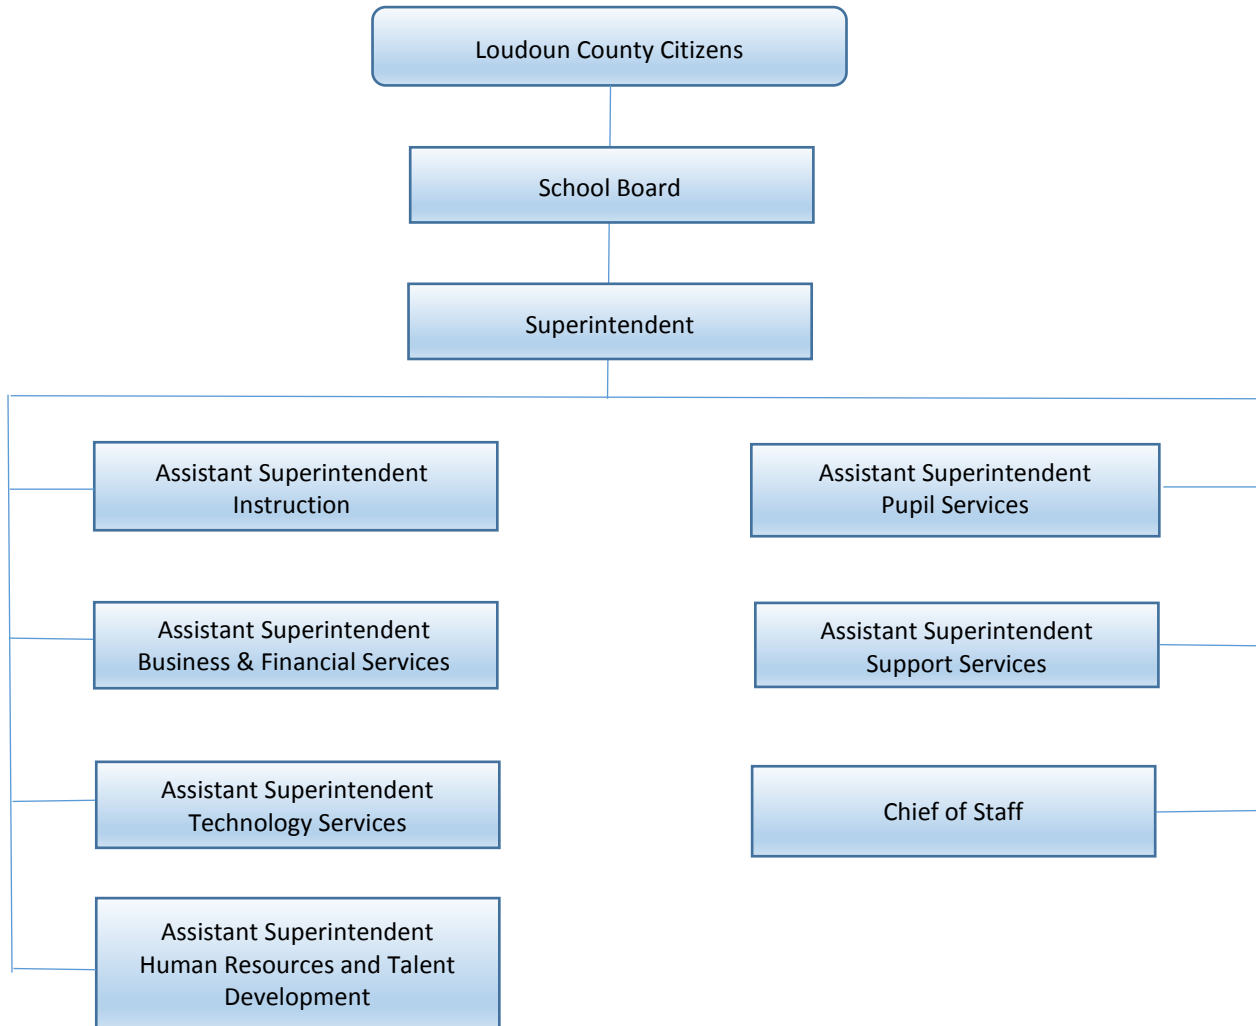 Loudoun County Citizens
School Board
Superintendent
Assistant Superintendent
Instruction
Assistant Superintendent
Business & Financial Services
Assistant Superintendent
Technology Services
Assistant Superintendent
Human Resources and Talent
Development
Assistant Superintendent
Pupil Services
Assistant Superintendent
Support Services
Chief of Staff